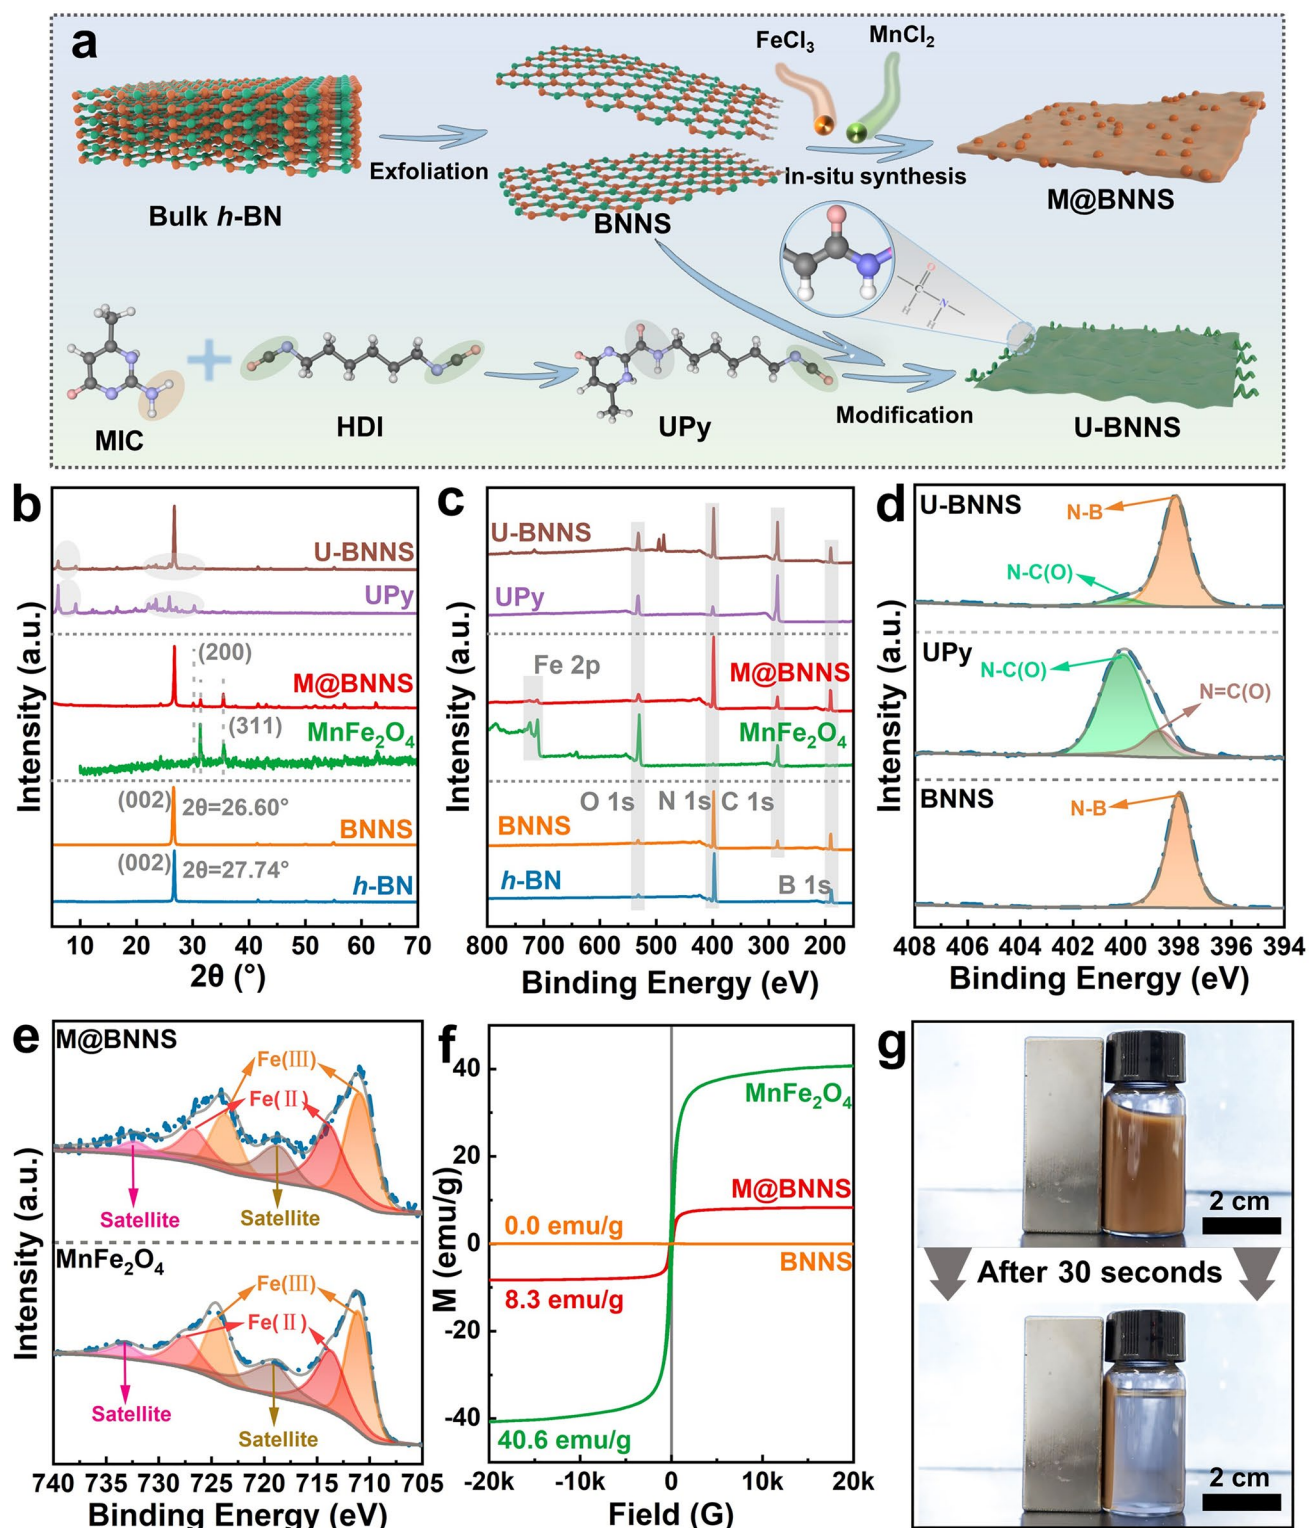 a
FeCl3
MnCl2
Exfoliation
In-situ synthesis
Bulk h-BN
BNNS
M@BNNS
C
O
N
MIC
HDI
UPy
Modification
U-BNNS
b
U-BNNS
UPy
(200)
M@BNNS
(311)
MnFe2O4
(002)
2θ=26.60°
BNNS
(002)
2θ=27.74°
h-BN
Intensity (a.u.)
10 20 30 40 50 60 70
2θ (°)
c
U-BNNS
UPy
Fe 2p
M@BNNS
MnFe2O4
O 1s
N 1s
C 1s
BNNS
h-BN
B 1s
Intensity (a.u.)
800 700 600 500 400 300 200
Binding Energy (eV)
d
U-BNNS
N-B
N-C(O)
UPy
N-C(O)
N=C(O)
BNNS
N-B
Intensity (a.u.)
408 406 404 402 400 398 396 394
Binding Energy (eV)
e
M@BNNS
Fe(III)
Fe(II)
Satellite
Satellite
MnFe2O4
Fe(III)
Fe(II)
Satellite
Satellite
Intensity (a.u.)
740 735 730 725 720 715 710 705
Binding Energy (eV)
f
40
20
0
-20
-40
M (emu/g)
MnFe2O4
M@BNNS
0.0 emu/g
BNNS
8.3 emu/g
40.6 emu/g
-20k -10k 0 10k 20k
Field (G)
g
2 cm
After 30 seconds
2 cm